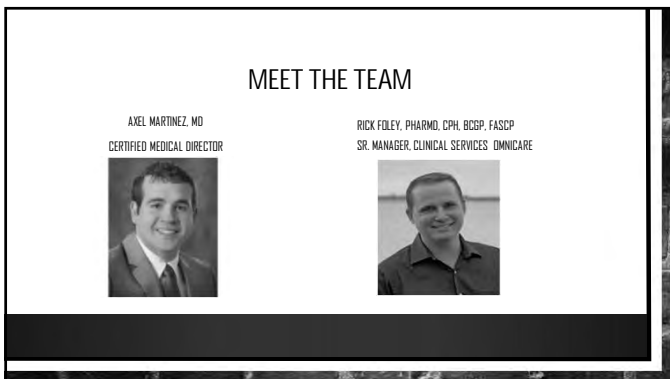 MEET THE TEAM
AXEL MARTINEZ, MD
CERTIFIED MEDICAL DIRECTOR
RICK FOLEY, PHARMD, CPH, BCGP, FASCP
SR. MANAGER, CLINICAL SERVICES OMNICARE